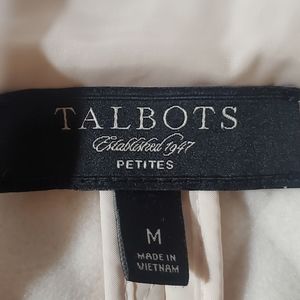 TALBOTS
Established 1947
PETITES
M
MADE IN
VIETNAM